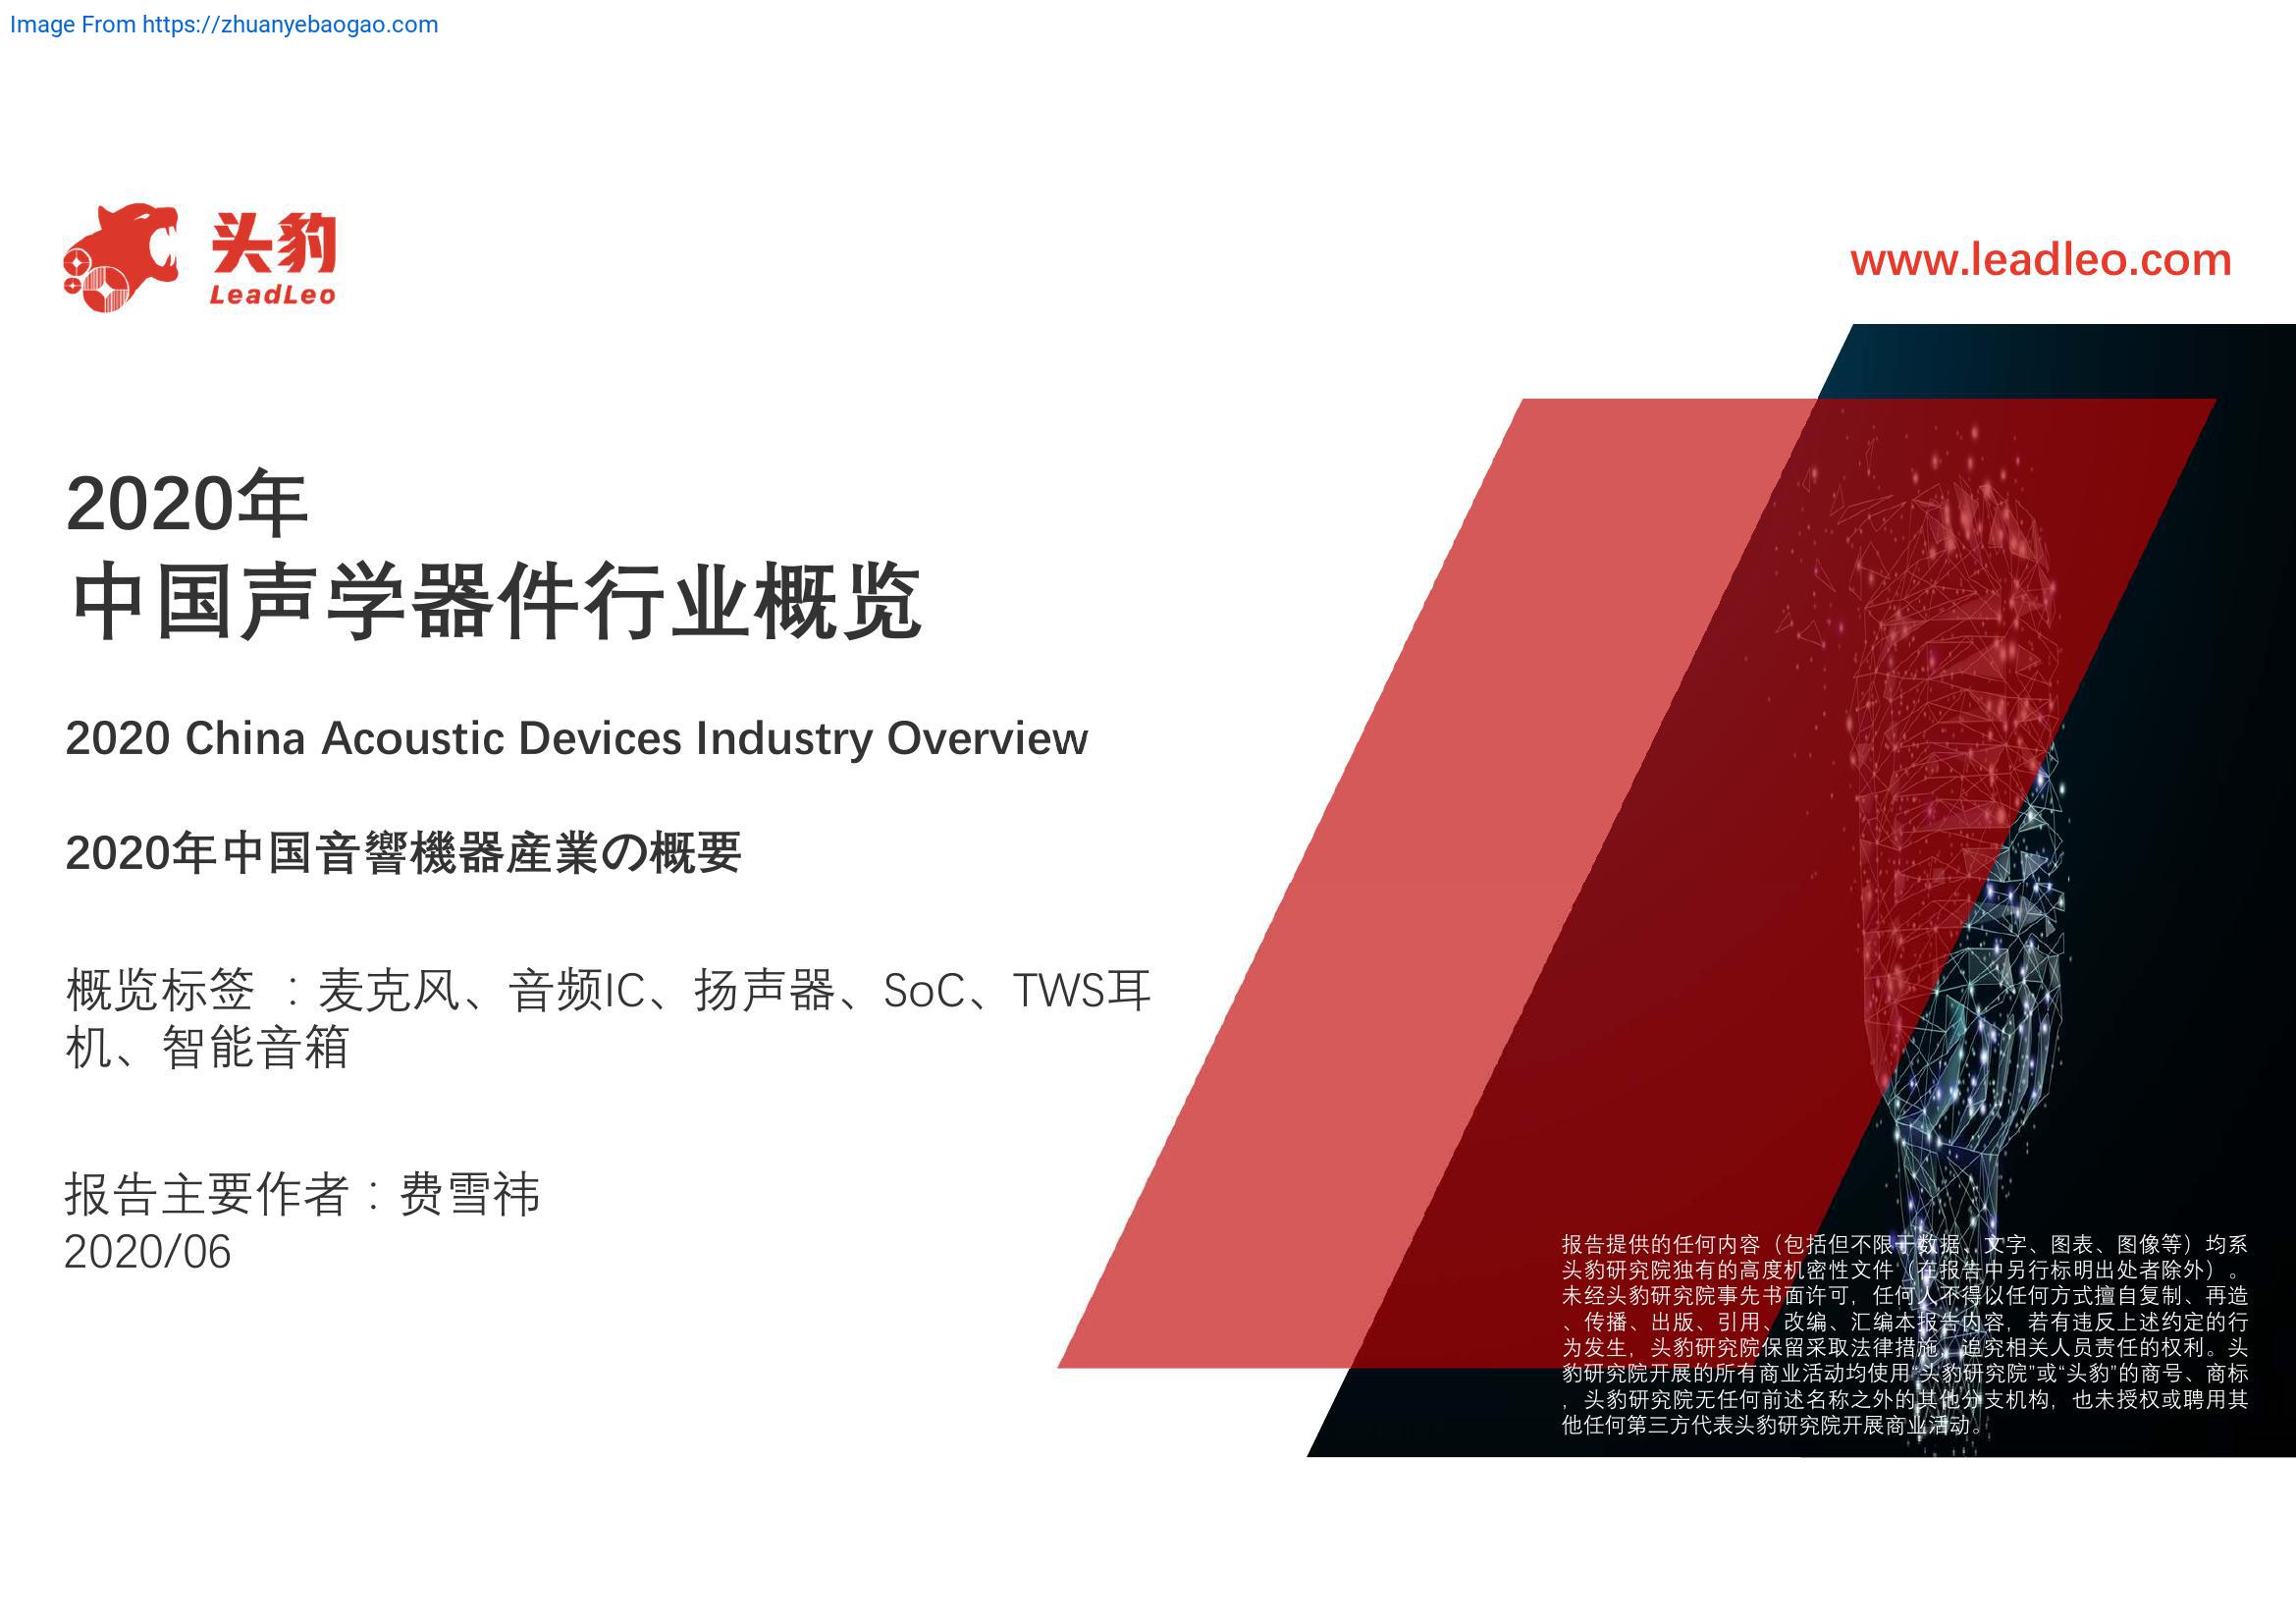 Image From https://zhuanyebaogao.com
头豹
LeadLeo
www.leadleo.com
2020年
中国声学器件行业概览
2020 China Acoustic Devices Industry Overview
2020年中国音響機器産業の概要
概览标签 ：麦克风、音频IC、扬声器、SoC、TWS耳
机、智能音箱
报告主要作者：费雪祎
2020/06
报告提供的任何内容（包括但不限于数据、文字、图表、图像等）均系
头豹研究院独有的高度机密性文件（在报告中另行标明出处者除外）。
未经头豹研究院事先书面许可，任何人不得以任何方式擅自复制、再造
、传播、出版、引用、改编、汇编本报告内容，若有违反上述约定的行
为发生，头豹研究院保留采取法律措施，追究相关人员责任的权利。头
豹研究院开展的所有商业活动均使用“头豹研究院”或“头豹”的商号、商标
，头豹研究院无任何前述名称之外的其他分支机构，也未授权或聘用其
他任何第三方代表头豹研究院开展商业活动。